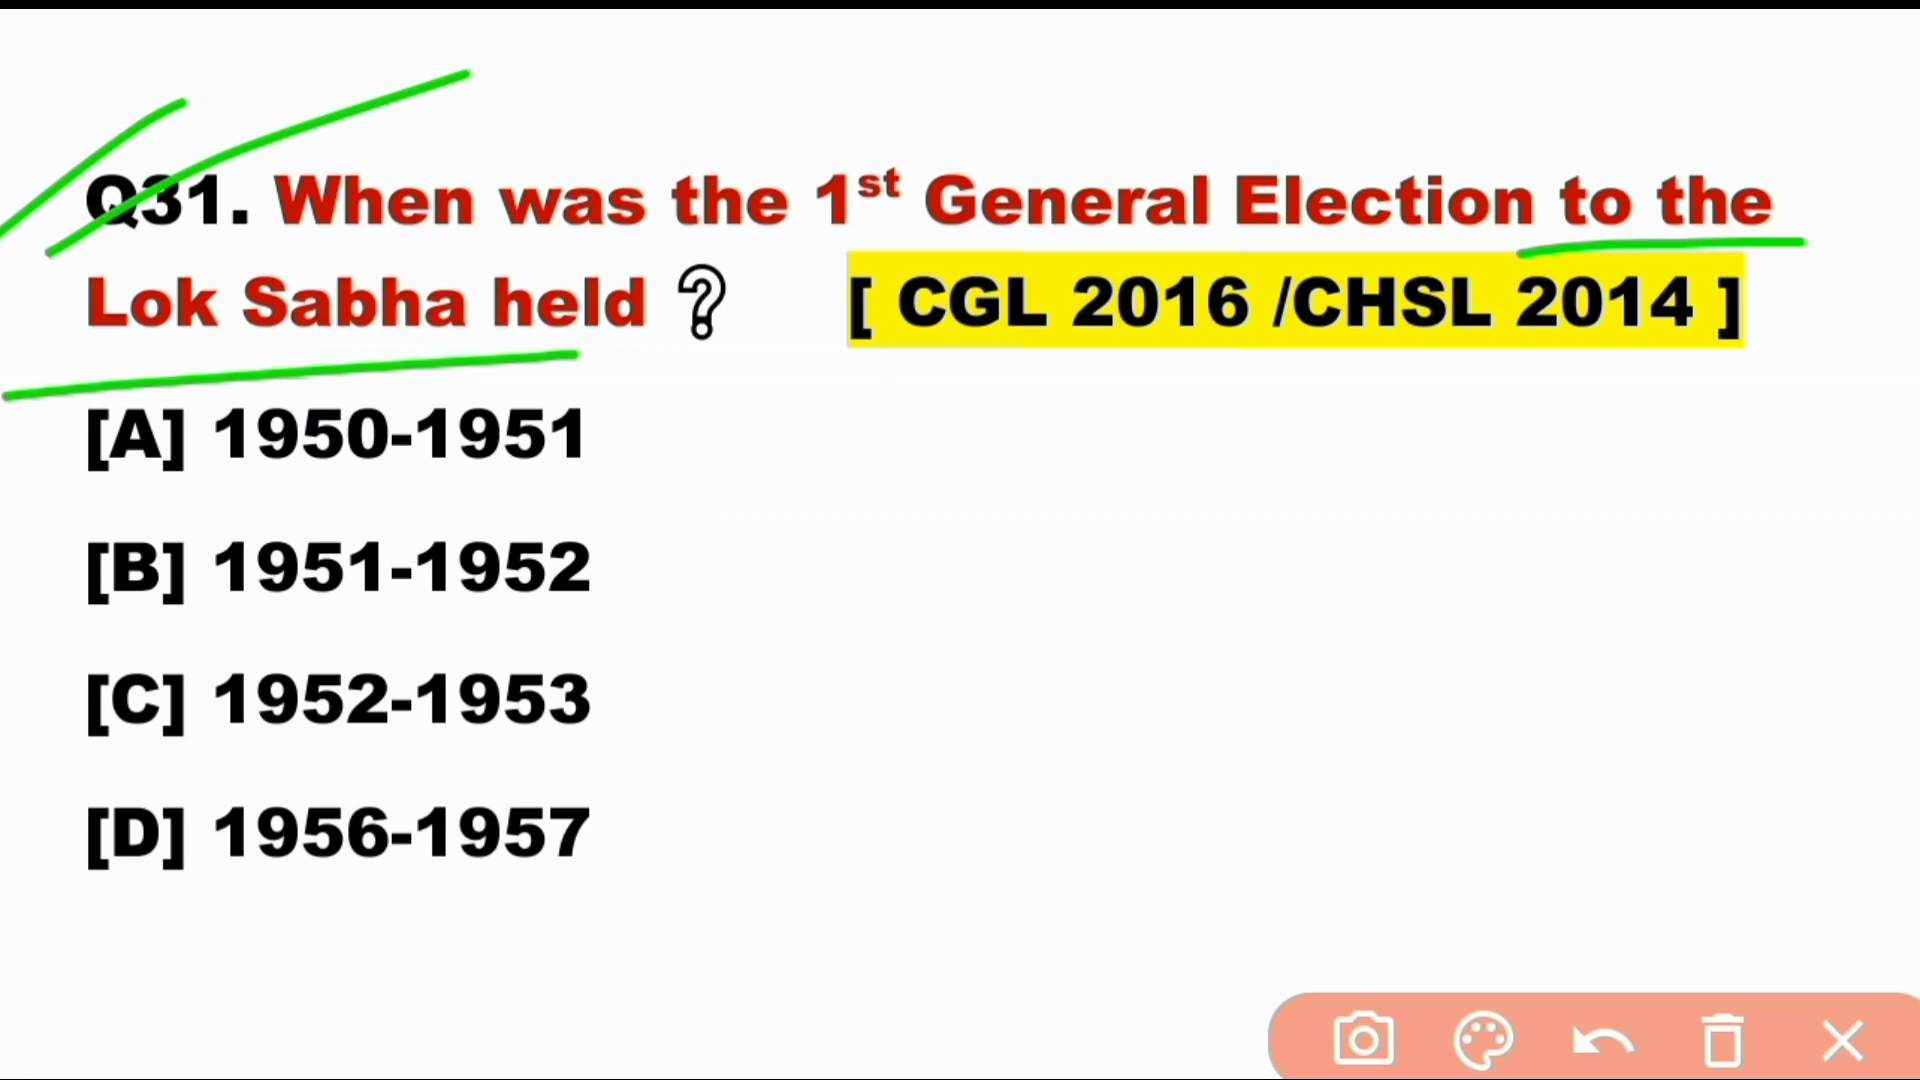 Q31. When was the 1st General Election to the
Lok Sabha held ? [ CGL 2016 /CHSL 2014 ]
[A] 1950-1951
[B] 1951-1952
[C] 1952-1953
[D] 1956-1957